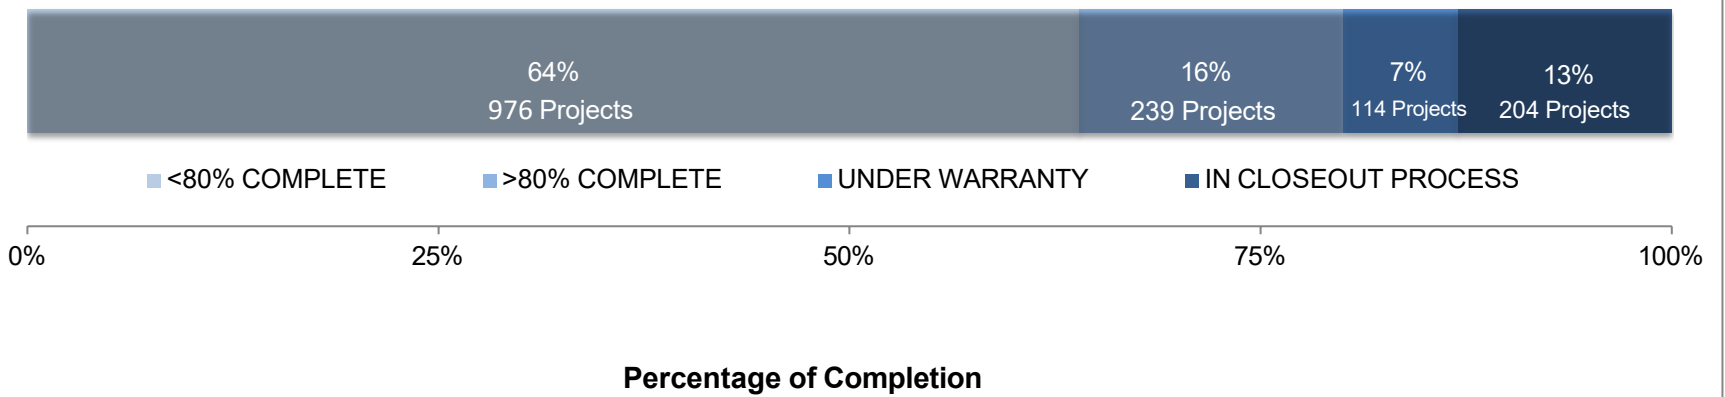 64%
976 Projects
16%
239 Projects
7%
114 Projects
13%
204 Projects
<80% COMPLETE
>80% COMPLETE
UNDER WARRANTY
IN CLOSEOUT PROCESS
0%
25%
50%
75%
100%
Percentage of Completion